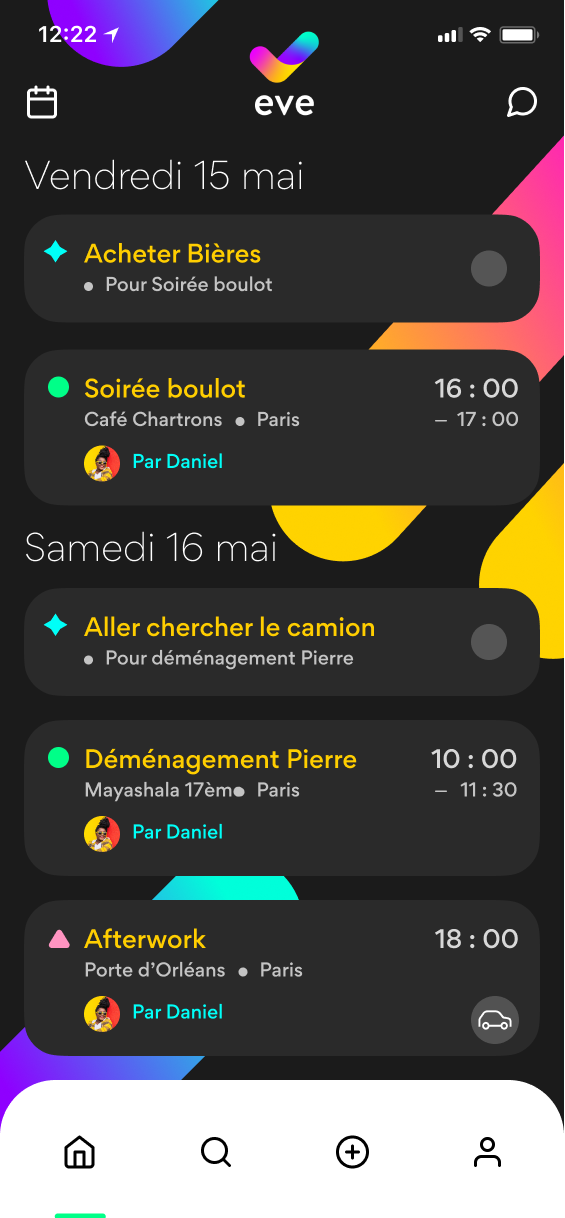 12:22
eve
Vendredi 15 mai
Acheter Bières
• Pour Soirée boulot
Soirée boulot 16 : 00
Café Chartrons • Paris – 17 : 00
Par Daniel
Samedi 16 mai
Aller chercher le camion
• Pour déménagement Pierre
Déménagement Pierre 10 : 00
Mayashala 17èm• Paris – 11 : 30
Par Daniel
Afterwork 18 : 00
Porte d’Orléans • Paris
Par Daniel